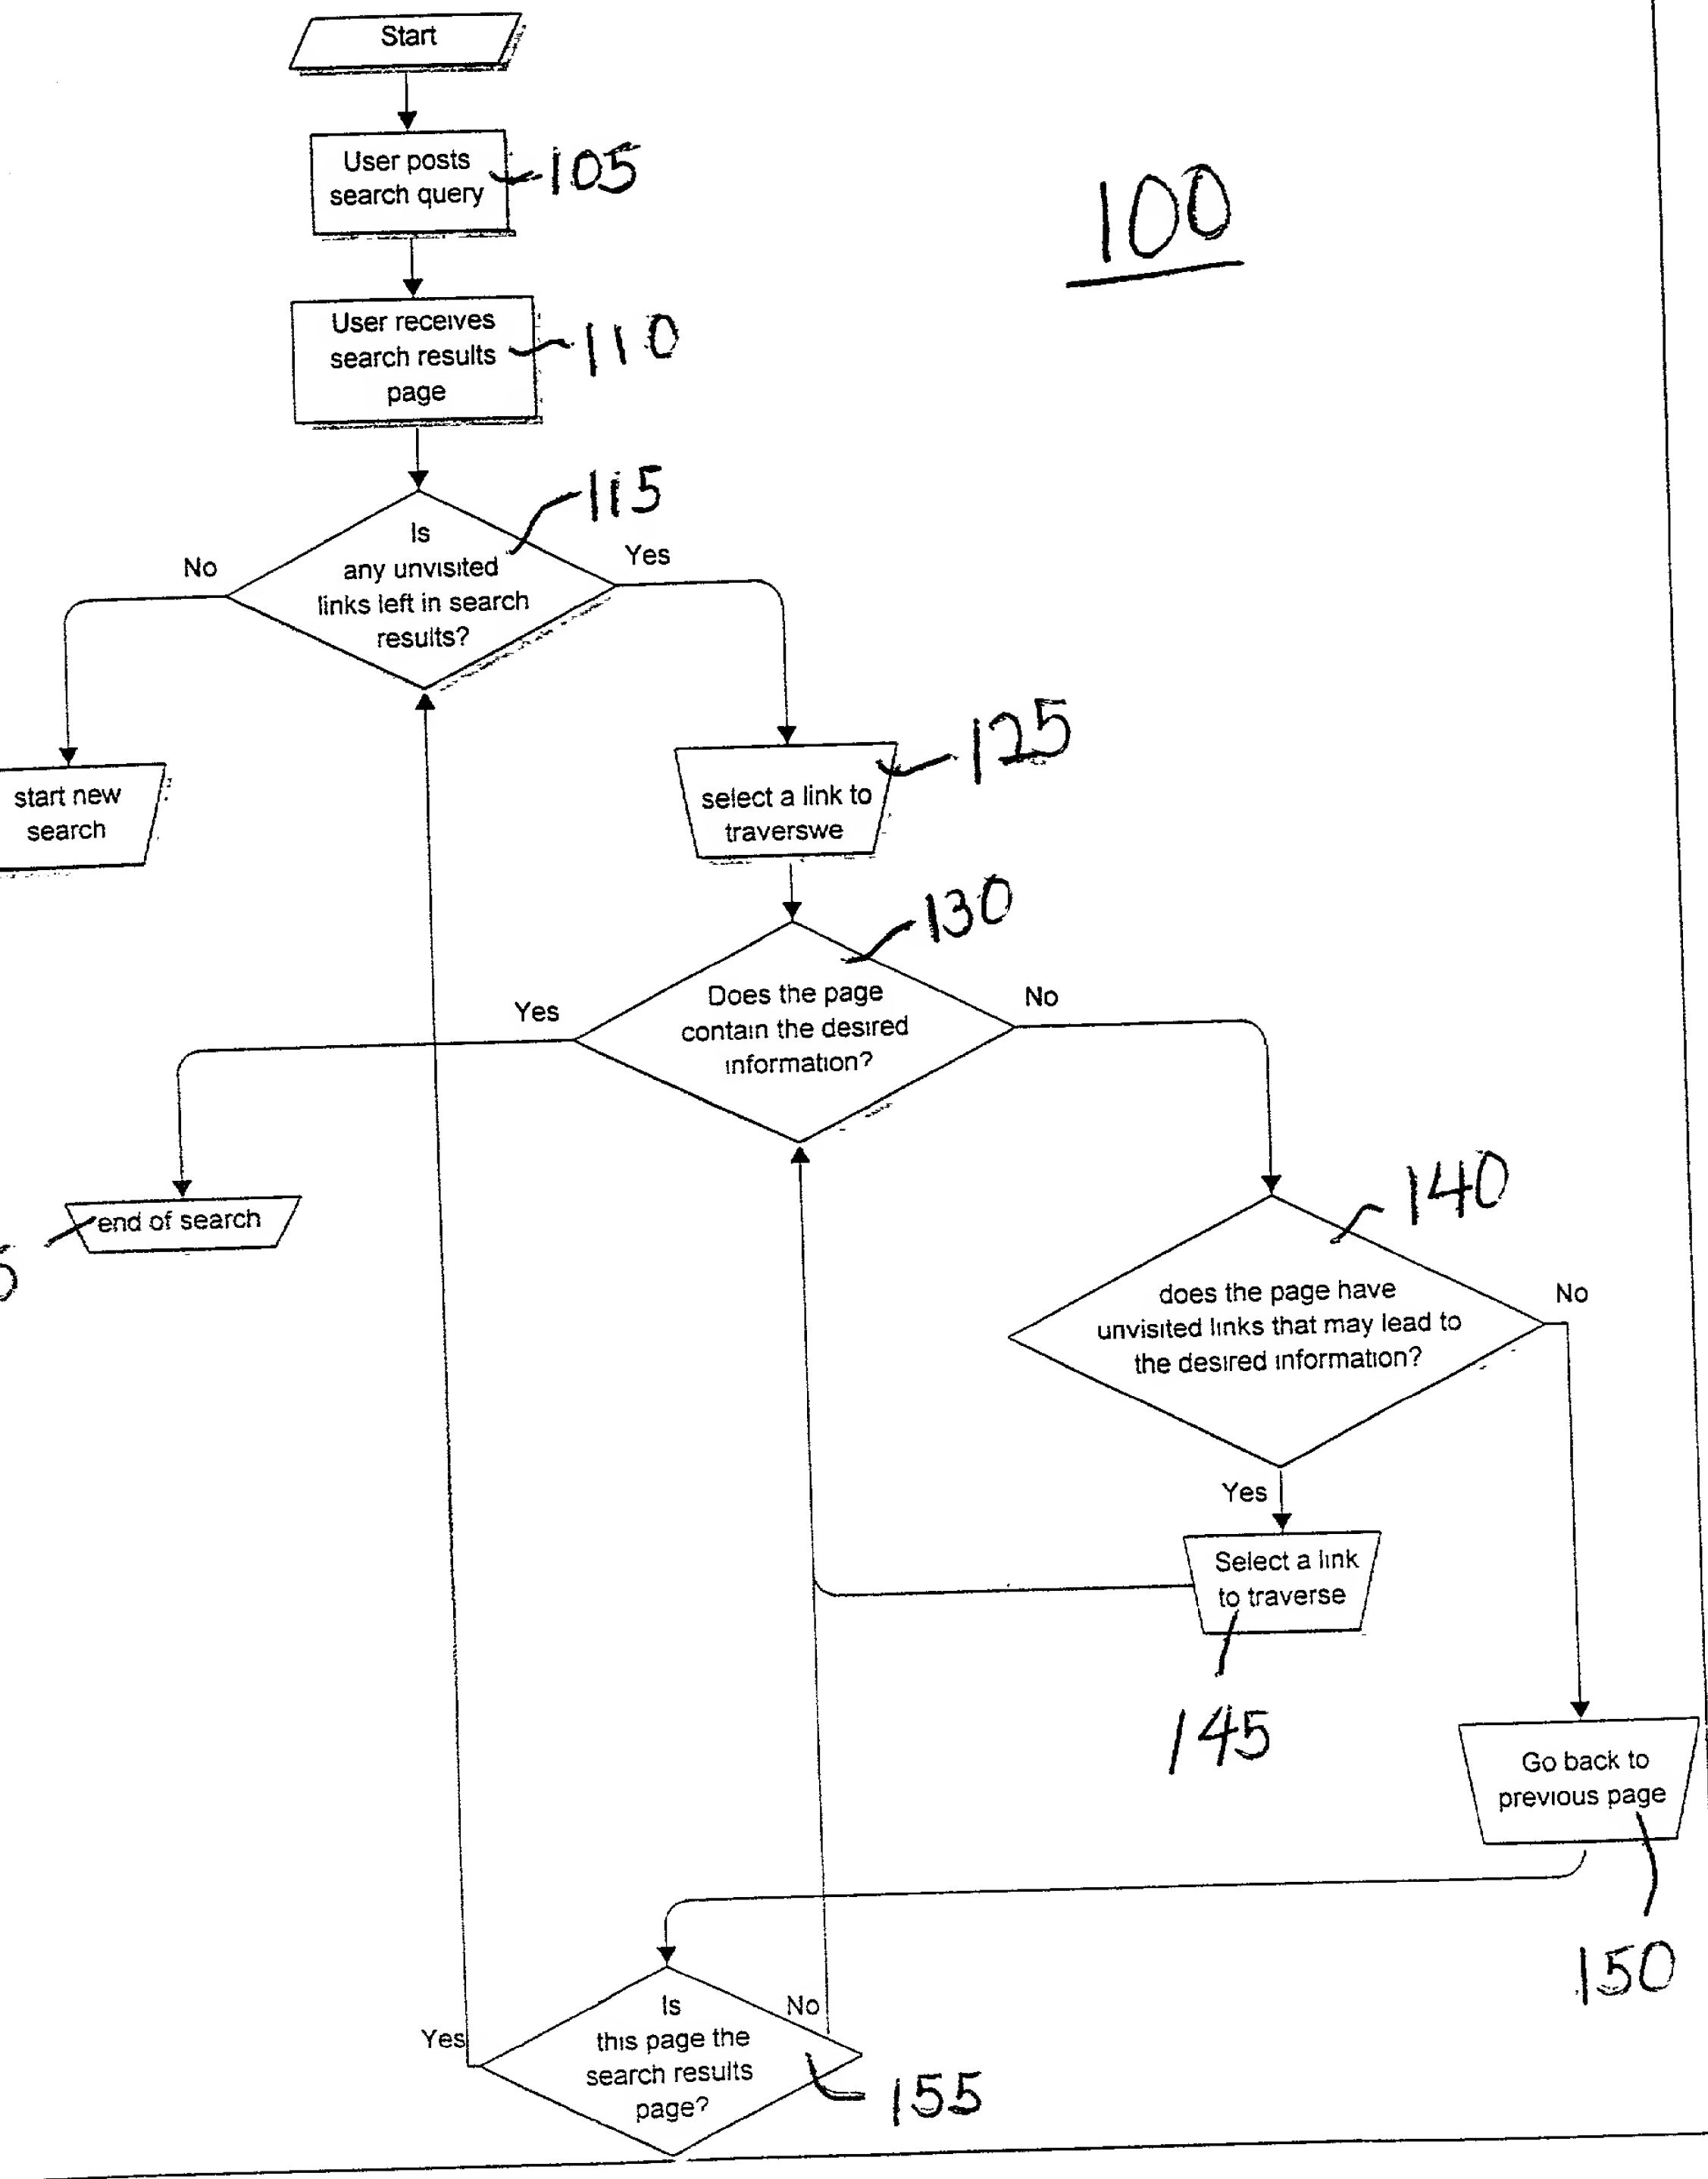 Start
User posts
search query
105
100
User receives
search results
page
110
115
Is
any unvisited
links left in search
results?
No
Yes
start new
search
125
select a link to
traverswe
130
Does the page
contain the desired
information?
Yes
No
end of search
5
140
does the page have
unvisited links that may lead to
the desired information?
No
Yes
Select a link
to traverse
145
Go back to
previous page
150
Is
this page the
search results
page?
Yes
No
155